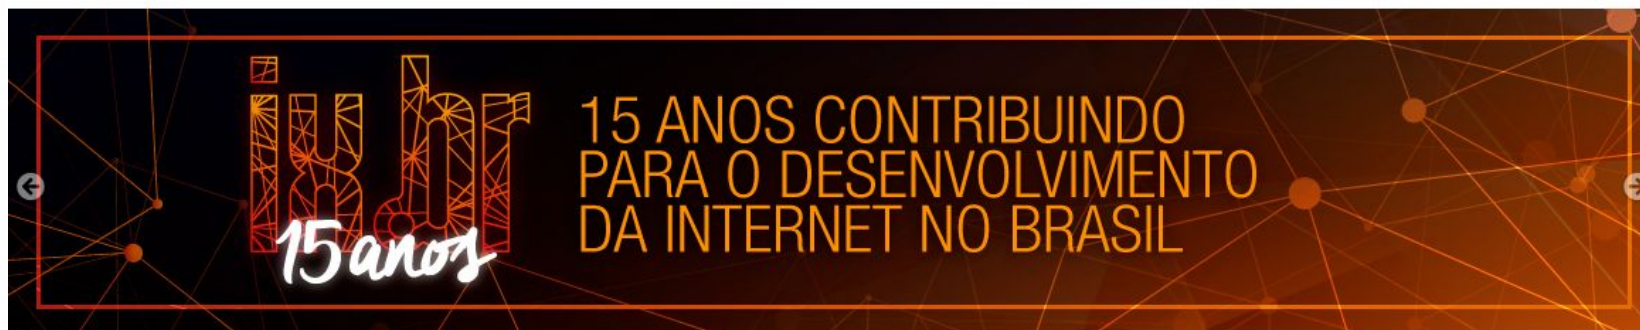 ix.br
15 anos
15 ANOS CONTRIBUINDO
PARA O DESENVOLVIMENTO
DA INTERNET NO BRASIL